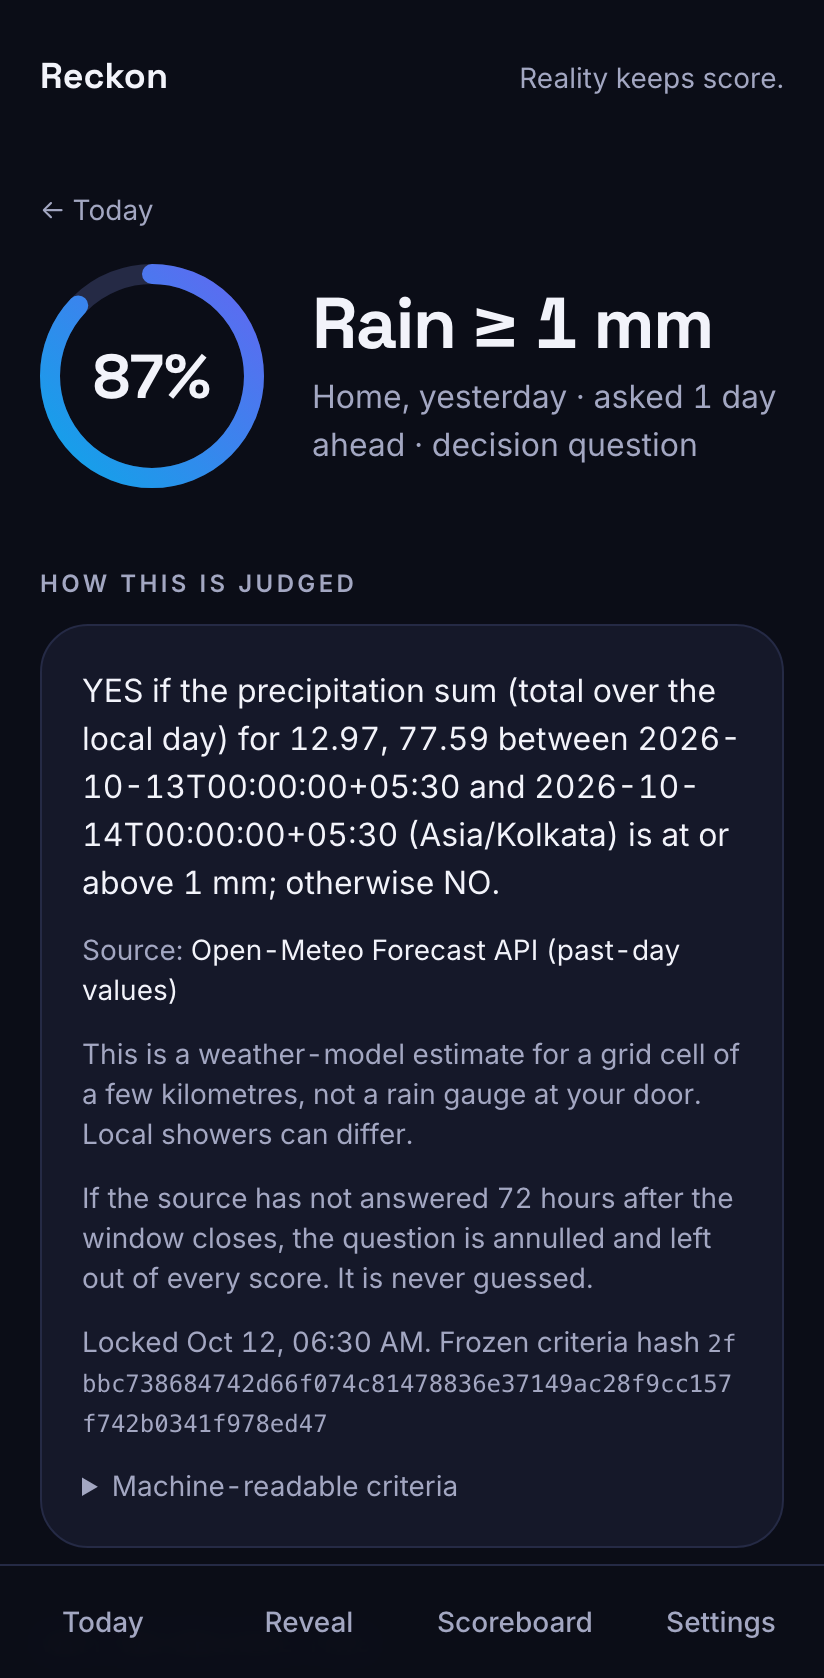 Reckon
Reality keeps score.
← Today
87%
Rain ≥ 1 mm
Home, yesterday · asked 1 day
ahead · decision question
HOW THIS IS JUDGED
YES if the precipitation sum (total over the
local day) for 12.97, 77.59 between 2026-
10-13T00:00:00+05:30 and 2026-10-
14T00:00:00+05:30 (Asia/Kolkata) is at or
above 1 mm; otherwise NO.
Source: Open-Meteo Forecast API (past-day
values)
This is a weather-model estimate for a grid cell of
a few kilometres, not a rain gauge at your door.
Local showers can differ.
If the source has not answered 72 hours after the
window closes, the question is annulled and left
out of every score. It is never guessed.
Locked Oct 12, 06:30 AM. Frozen criteria hash 2f
bbc738684742d66f074c81478836e37149ac28f9cc157
f742b0341f978ed47
▶ Machine-readable criteria
Today
Reveal
Scoreboard
Settings